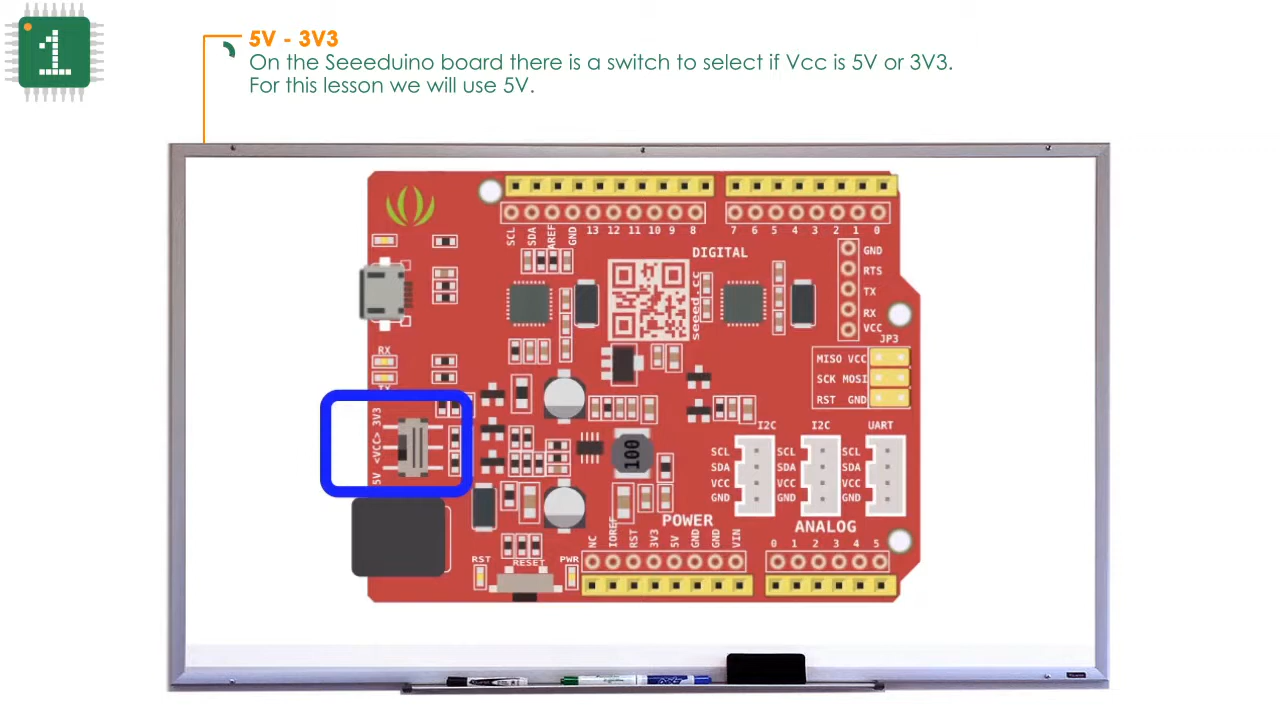 1
5V - 3V3
On the Seeeduino board there is a switch to select if Vcc is 5V or 3V3.
For this lesson we will use 5V.
SCL SDA AREF GND 13 12 11 10 9 8 7 6 5 4 3 2 1 0
DIGITAL
GND
RTS
TX
RX
VCC
seeed.cc
JP3
MISO VCC
SCK MOSI
RST GND
RX
TX
5V <VCC> 3V3
100
I2C I2C UART
SCL SCL SCL
SDA SDA SDA
VCC VCC VCC
GND GND GND
POWER ANALOG
NC IOREF RST 3V3 5V GND GND VIN 0 1 2 3 4 5
RST RESET PWR